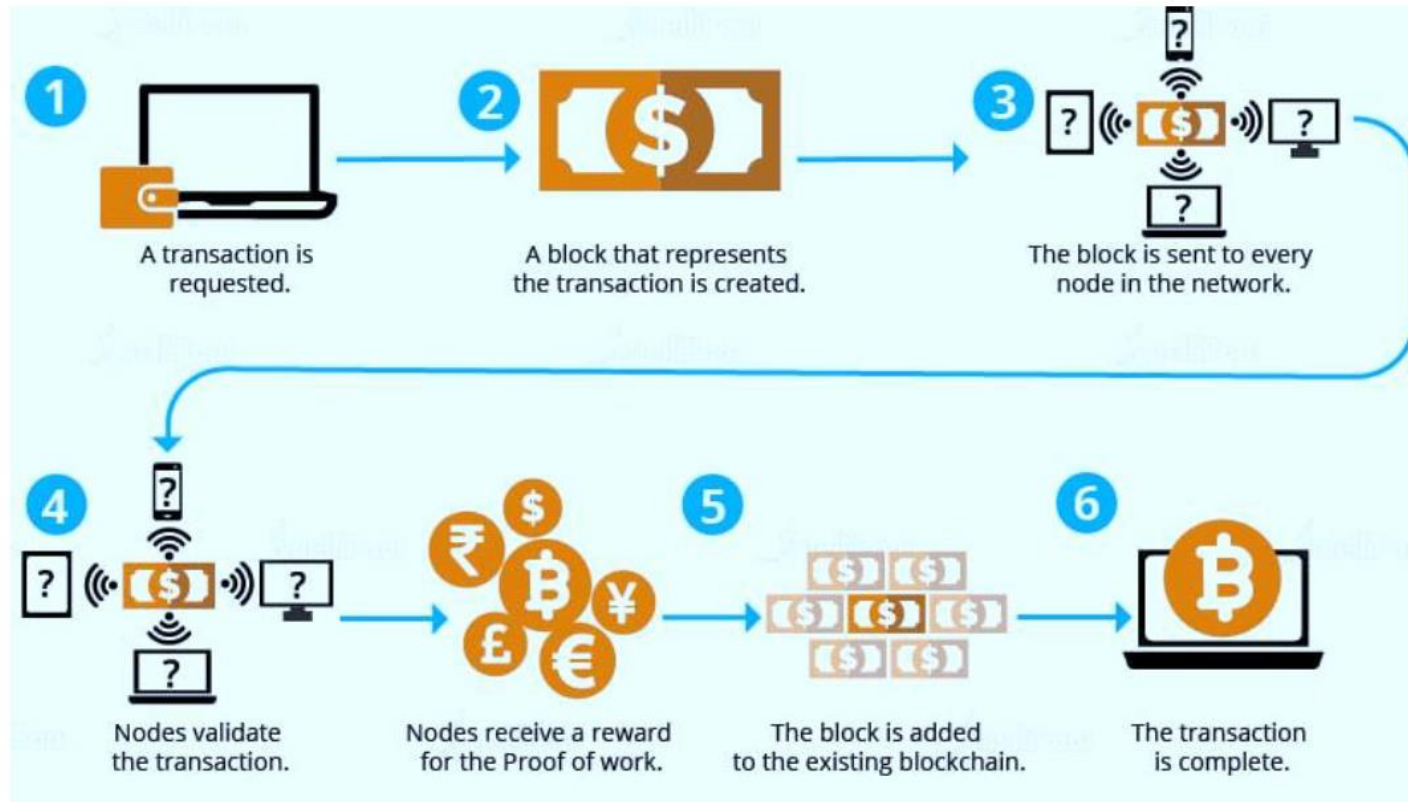 1
2
3
?
?
$
?
?
$
A transaction is
requested.
A block that represents
the transaction is created.
The block is sent to every
node in the network.
4
5
6
?
?
$
?
?
₹
$
₿
¥
£
€
$
$
$
$
$
$
$
₿
Nodes validate
the transaction.
Nodes receive a reward
for the Proof of work.
The block is added
to the existing blockchain.
The transaction
is complete.